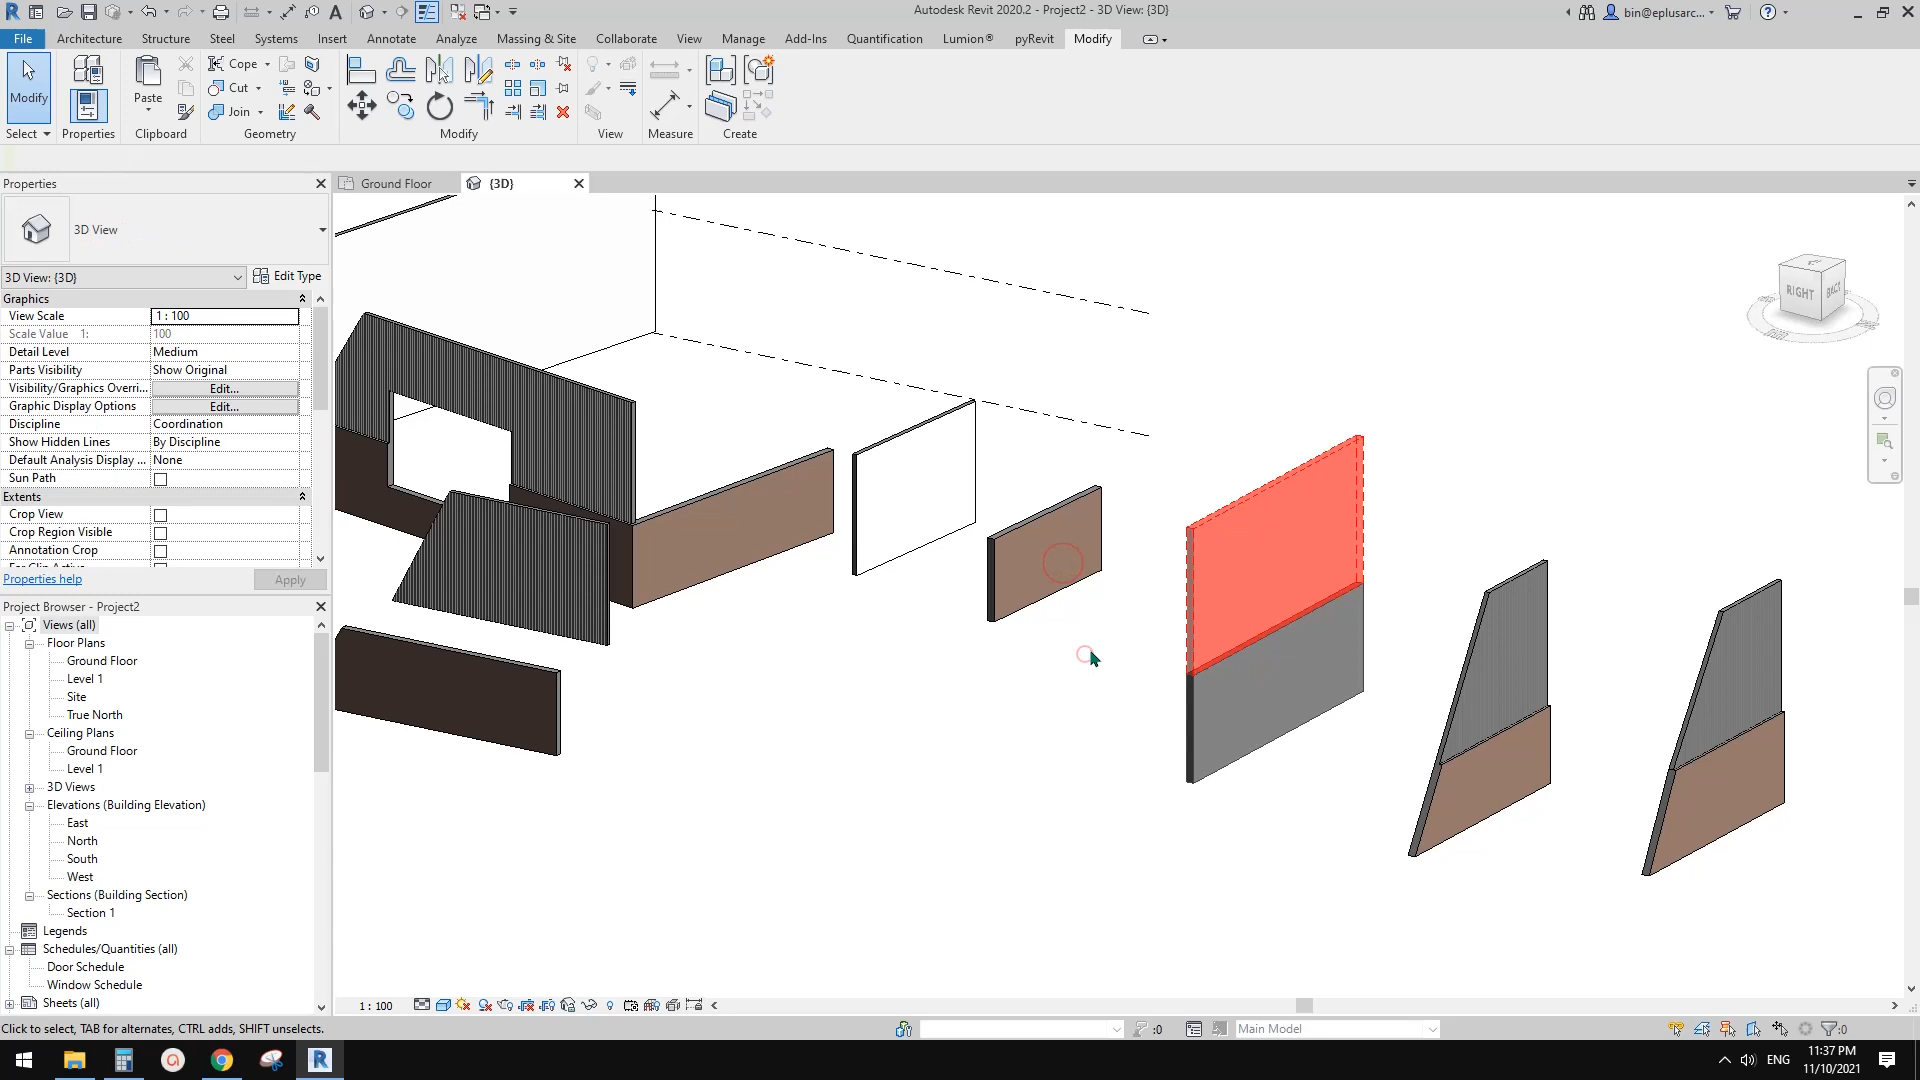 Autodesk Revit 2020.2 - Project2 - 3D View: {3D}
bin@eplusarc...
File Architecture Structure Steel Systems Insert Annotate Analyze Massing & Site Collaborate View Manage Add-Ins Quantification Lumion® pyRevit Modify
Modify
Paste
Cope
Cut
Join
Select Properties Clipboard Geometry Modify View Measure Create
Properties
Ground Floor
{3D}
3D View
3D View: {3D}
Edit Type
Graphics
View Scale 1 : 100
Scale Value 1: 100
Detail Level Medium
Parts Visibility Show Original
Visibility/Graphics Overri... Edit...
Graphic Display Options Edit...
Discipline Coordination
Show Hidden Lines By Discipline
Default Analysis Display ... None
Sun Path
Extents
Crop View
Crop Region Visible
Annotation Crop
Properties help
Apply
Project Browser - Project2
Views (all)
Floor Plans
Ground Floor
Level 1
Site
True North
Ceiling Plans
Ground Floor
Level 1
3D Views
Elevations (Building Elevation)
East
North
South
West
Sections (Building Section)
Section 1
Legends
Schedules/Quantities (all)
Door Schedule
Window Schedule
Sheets (all)
RIGHT
BACK
1 : 100
Click to select, TAB for alternates, CTRL adds, SHIFT unselects.
:0
Main Model
:0
ENG
11:37 PM
11/10/2021